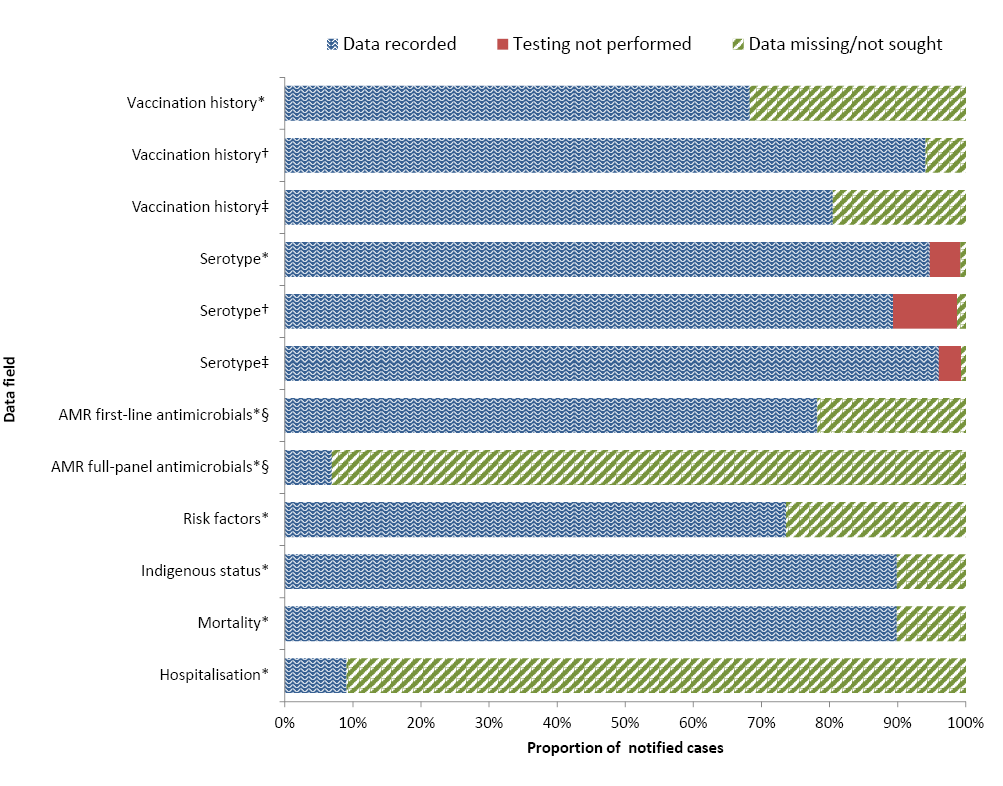 Data recorded Testing not performed Data missing/not sought
Vaccination history*
Vaccination history†
Vaccination history‡
Serotype*
Serotype†
Serotype‡
AMR first-line antimicrobials*§
AMR full-panel antimicrobials*§
Risk factors*
Indigenous status*
Mortality*
Hospitalisation*
Data field
0% 10% 20% 30% 40% 50% 60% 70% 80% 90% 100%
Proportion of notified cases